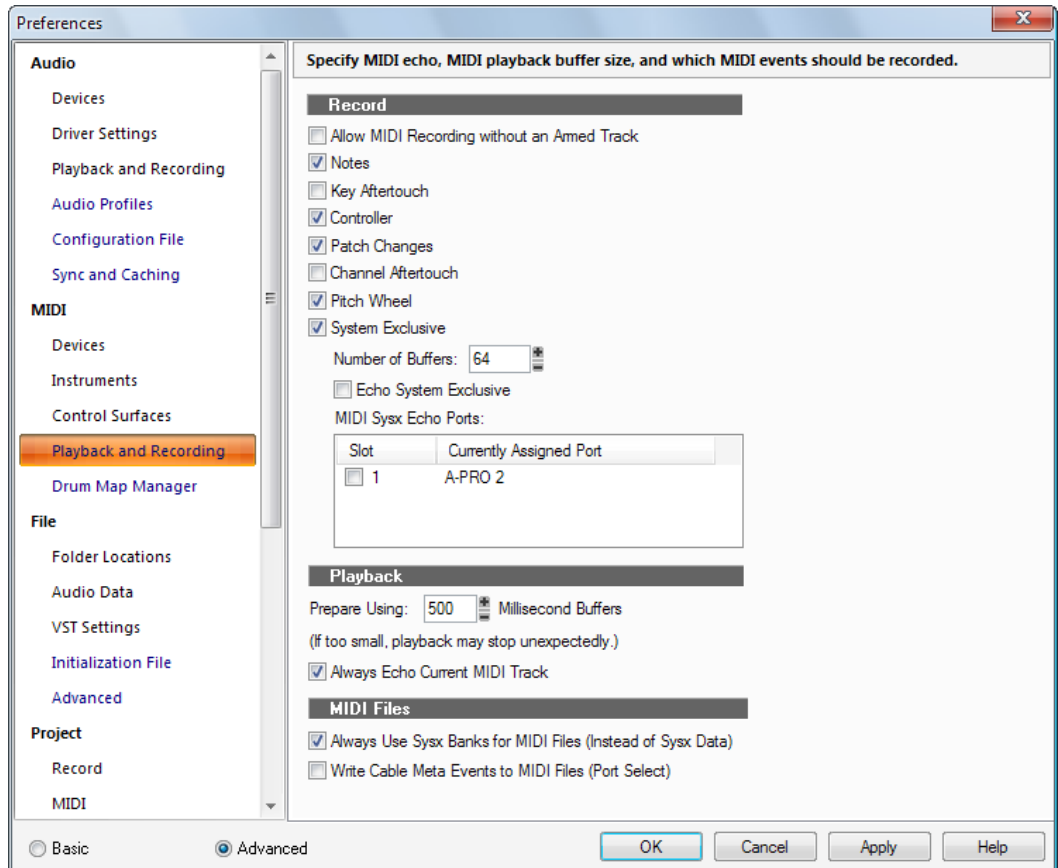 Preferences
Audio
Devices
Driver Settings
Playback and Recording
Audio Profiles
Configuration File
Sync and Caching
MIDI
Devices
Instruments
Control Surfaces
Playback and Recording
Drum Map Manager
File
Folder Locations
Audio Data
VST Settings
Initialization File
Advanced
Project
Record
MIDI
Specify MIDI echo, MIDI playback buffer size, and which MIDI events should be recorded.
Record
Allow MIDI Recording without an Armed Track
Notes
Key Aftertouch
Controller
Patch Changes
Channel Aftertouch
Pitch Wheel
System Exclusive
Number of Buffers: 64
Echo System Exclusive
MIDI Sysx Echo Ports:
Slot Currently Assigned Port
1 A-PRO 2
Playback
Prepare Using: 500 Millisecond Buffers
(If too small, playback may stop unexpectedly.)
Always Echo Current MIDI Track
MIDI Files
Always Use Sysx Banks for MIDI Files (Instead of Sysx Data)
Write Cable Meta Events to MIDI Files (Port Select)
Basic Advanced OK Cancel Apply Help